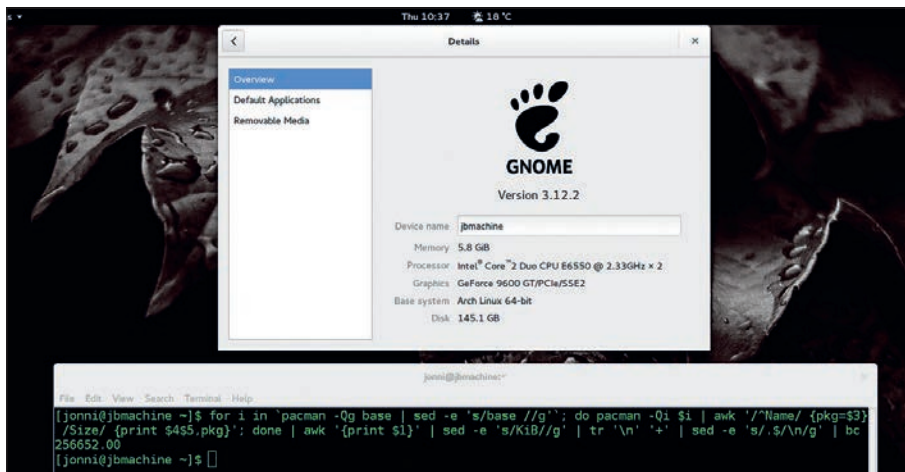 s ▾
Thu 10:37 18 °C
Details
Overview
Default Applications
Removable Media
GNOME
Version 3.12.2
Device name jbmachine
Memory 5.8 GiB
Processor Intel® Core™2 Duo CPU E6550 @ 2.33GHz × 2
Graphics GeForce 9600 GT/PCIe/SSE2
Base system Arch Linux 64-bit
Disk 145.1 GB
jonni@jbmachine:~
File Edit View Search Terminal Help
[jonni@jbmachine ~]$ for i in `pacman -Qg base | sed -e 's/base //g'`; do pacman -Qi $i | awk '/^Name/ {pkg=$3}
/Size/ {print $4$5,pkg}'; done | awk '{print $1}' | sed -e 's/KiB//g' | tr '\n' '+' | sed -e 's/.$/\n/g' | bc
256652.00
[jonni@jbmachine ~]$